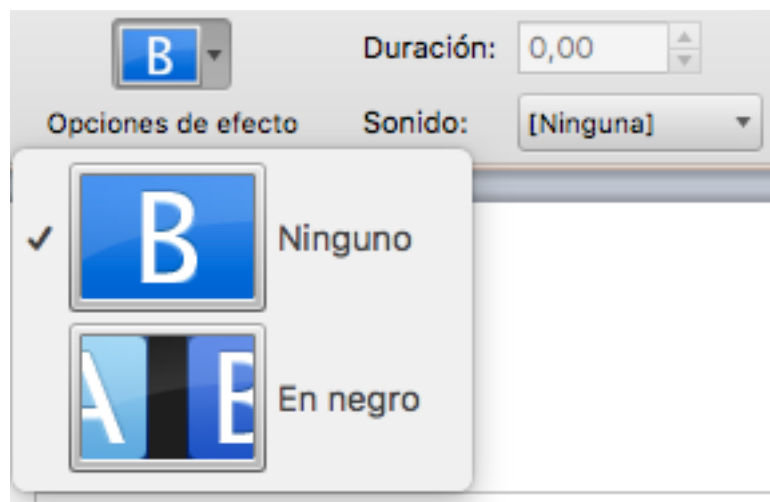 B
Duración: 0,00
Opciones de efecto
Sonido: [Ninguna]
B Ninguno
A B En negro